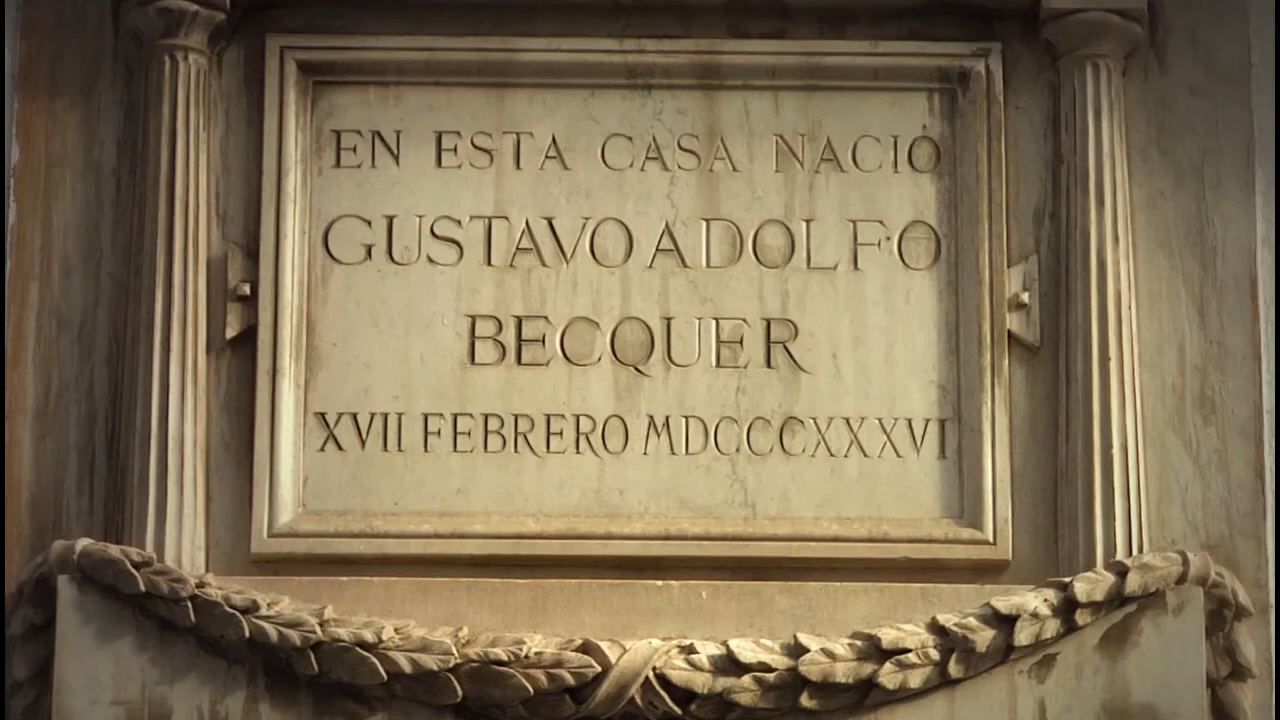 EN ESTA CASA NACIO
GUSTAVO ADOLFO
BECQUER
XVII FEBRERO MDCCCXXXVI